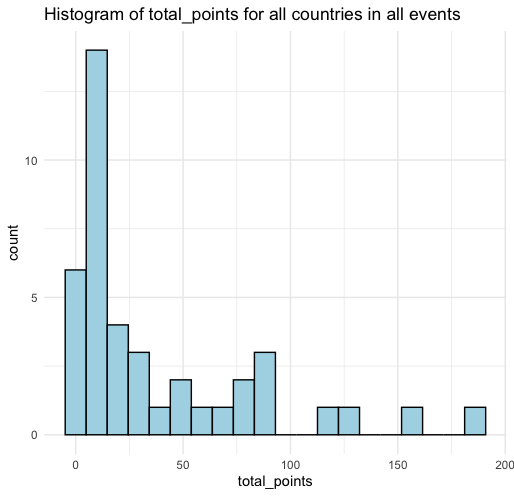 Histogram of total_points for all countries in all events
10
5
0
count
0 50 100 150 200
total_points